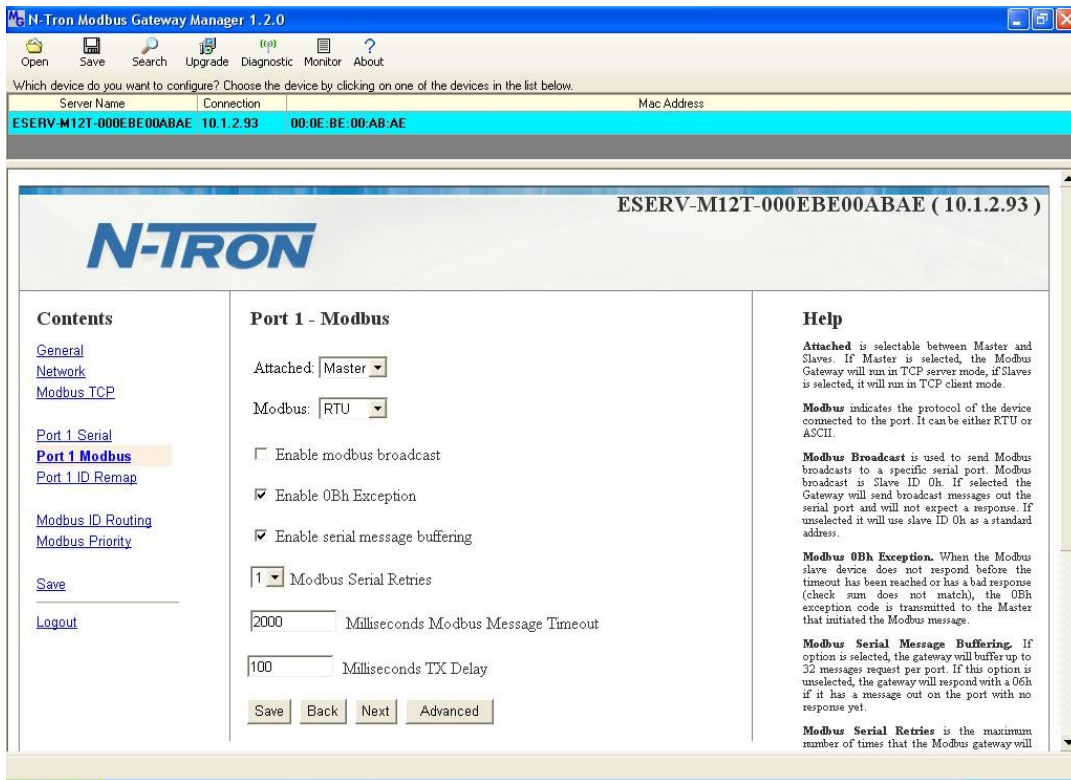 N-Tron Modbus Gateway Manager 1.2.0
Open Save Search Upgrade Diagnostic Monitor About
Which device do you want to configure? Choose the device by clicking on one of the devices in the list below.
Server Name Connection Mac Address
ESERV-M12T-000EBE00ABAE 10.1.2.93 00:0E:BE:00:AB:AE
ESERV-M12T-000EBE00ABAE ( 10.1.2.93 )
N-TRON
Contents
General
Network
Modbus TCP
Port 1 Serial
Port 1 Modbus
Port 1 ID Remap
Modbus ID Routing
Modbus Priority
Save
Logout
Port 1 - Modbus
Attached: Master
Modbus: RTU
Enable modbus broadcast
Enable 0Bh Exception
Enable serial message buffering
1 Modbus Serial Retries
2000 Milliseconds Modbus Message Timeout
100 Milliseconds TX Delay
Save Back Next Advanced
Help
Attached is selectable between Master and
Slaves. If Master is selected, the Modbus
Gateway will run in TCP server mode, if Slaves
is selected, it will run in TCP client mode.
Modbus indicates the protocol of the device
connected to the port. It can be either RTU or
ASCII.
Modbus Broadcast is used to send Modbus
broadcasts to a specific serial port. Modbus
broadcast is Slave ID 0h. If selected the
Gateway will send broadcast messages out the
serial port and will not expect a response. If
unselected it will use slave ID 0h as a standard
address.
Modbus 0Bh Exception. When the Modbus
slave device does not respond before the
timeout has been reached or has a bad response
(check sum does not match), the 0Bh
exception code is transmitted to the Master
that initiated the Modbus message.
Modbus Serial Message Buffering. If
option is selected, the gateway will buffer up to
32 messages request per port. If this option is
unselected, the gateway will respond with a 06h
if it has a message out on the port with no
response yet.
Modbus Serial Retries is the maximum
number of times that the Modbus gateway will